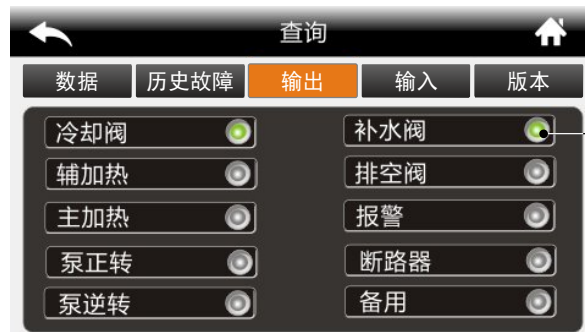 查询
数据 历史故障 输出 输入 版本
冷却阀 补水阀
辅加热 排空阀
主加热 报警
泵正转 断路器
泵逆转 备用